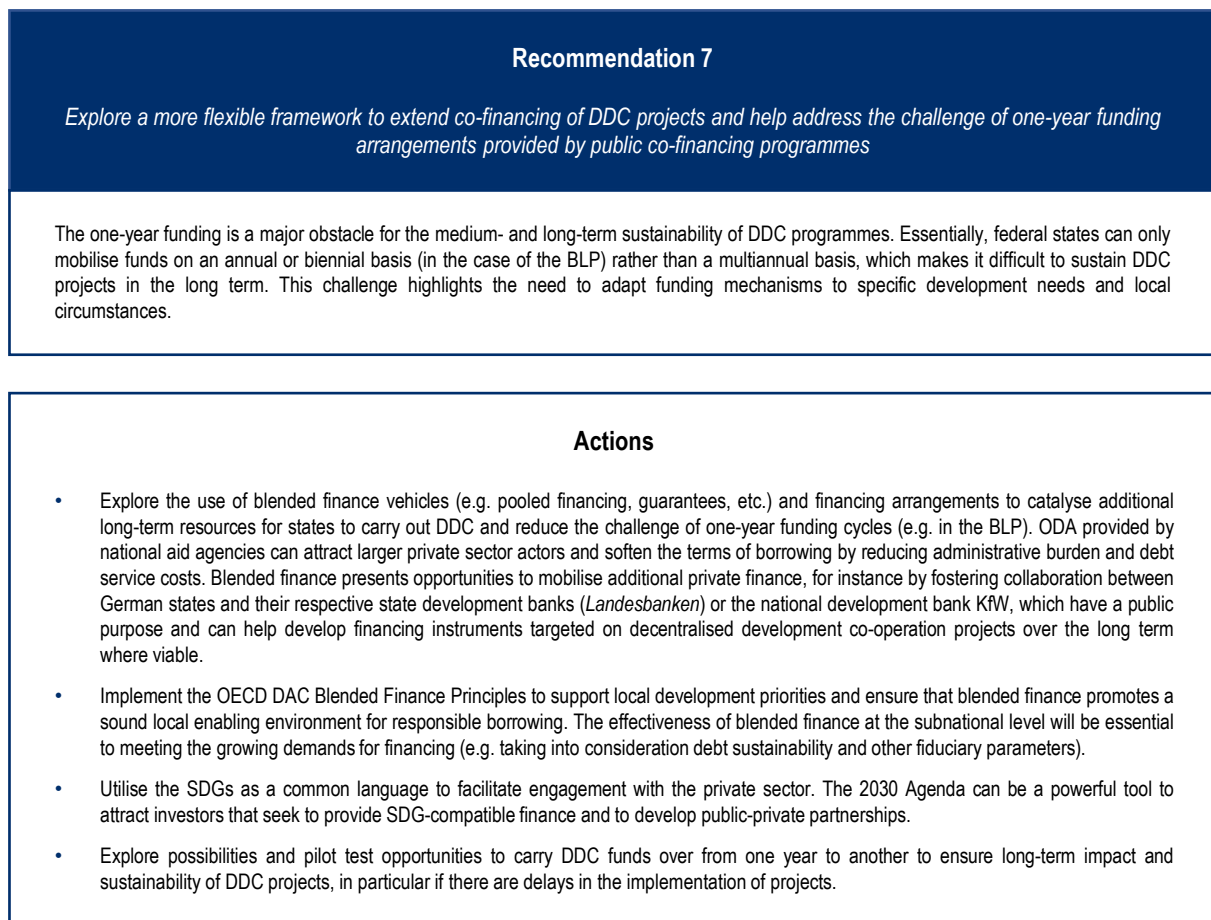 Recommendation 7
Explore a more flexible framework to extend co-financing of DDC projects and help address the challenge of one-year funding
arrangements provided by public co-financing programmes
The one-year funding is a major obstacle for the medium- and long-term sustainability of DDC programmes. Essentially, federal states can only
mobilise funds on an annual or biennial basis (in the case of the BLP) rather than a multiannual basis, which makes it difficult to sustain DDC
projects in the long term. This challenge highlights the need to adapt funding mechanisms to specific development needs and local
circumstances.
Actions
• Explore the use of blended finance vehicles (e.g. pooled financing, guarantees, etc.) and financing arrangements to catalyse additional
long-term resources for states to carry out DDC and reduce the challenge of one-year funding cycles (e.g. in the BLP). ODA provided by
national aid agencies can attract larger private sector actors and soften the terms of borrowing by reducing administrative burden and debt
service costs. Blended finance presents opportunities to mobilise additional private finance, for instance by fostering collaboration between
German states and their respective state development banks (Landesbanken) or the national development bank KfW, which have a public
purpose and can help develop financing instruments targeted on decentralised development co-operation projects over the long term
where viable.
• Implement the OECD DAC Blended Finance Principles to support local development priorities and ensure that blended finance promotes a
sound local enabling environment for responsible borrowing. The effectiveness of blended finance at the subnational level will be essential
to meeting the growing demands for financing (e.g. taking into consideration debt sustainability and other fiduciary parameters).
• Utilise the SDGs as a common language to facilitate engagement with the private sector. The 2030 Agenda can be a powerful tool to
attract investors that seek to provide SDG-compatible finance and to develop public-private partnerships.
• Explore possibilities and pilot test opportunities to carry DDC funds over from one year to another to ensure long-term impact and
sustainability of DDC projects, in particular if there are delays in the implementation of projects.